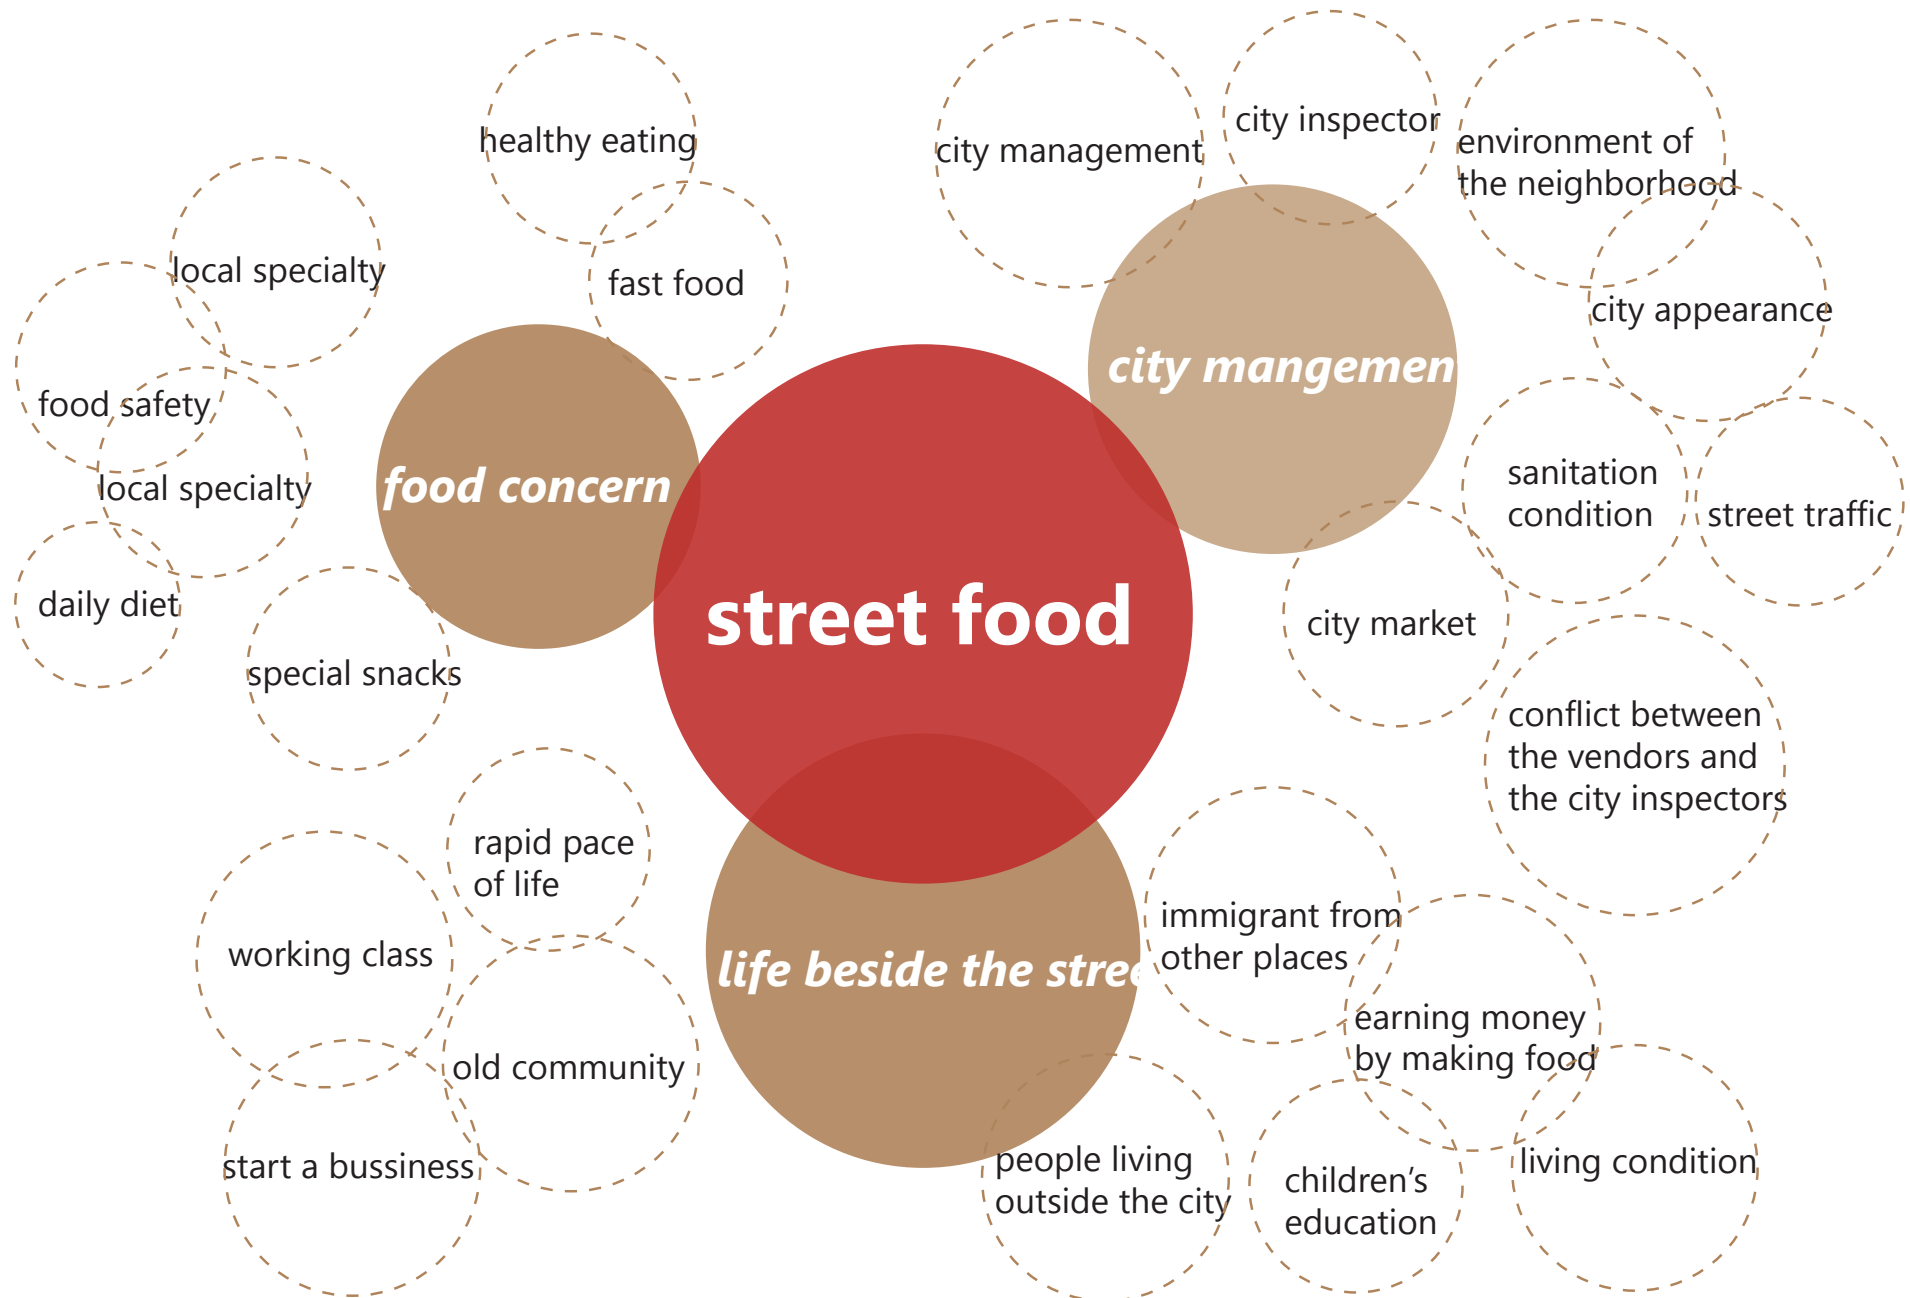 healthy eating
local specialty
fast food
food safety
local specialty
daily diet
special snacks
food concern
city management
city inspector
environment of
the neighborhood
city appearance
city mangemen
sanitation
condition
street traffic
city market
conflict between
the vendors and
the city inspectors
street food
rapid pace
of life
working class
old community
start a bussiness
life beside the stree
immigrant from
other places
earning money
by making food
people living
outside the city
children's
education
living condition